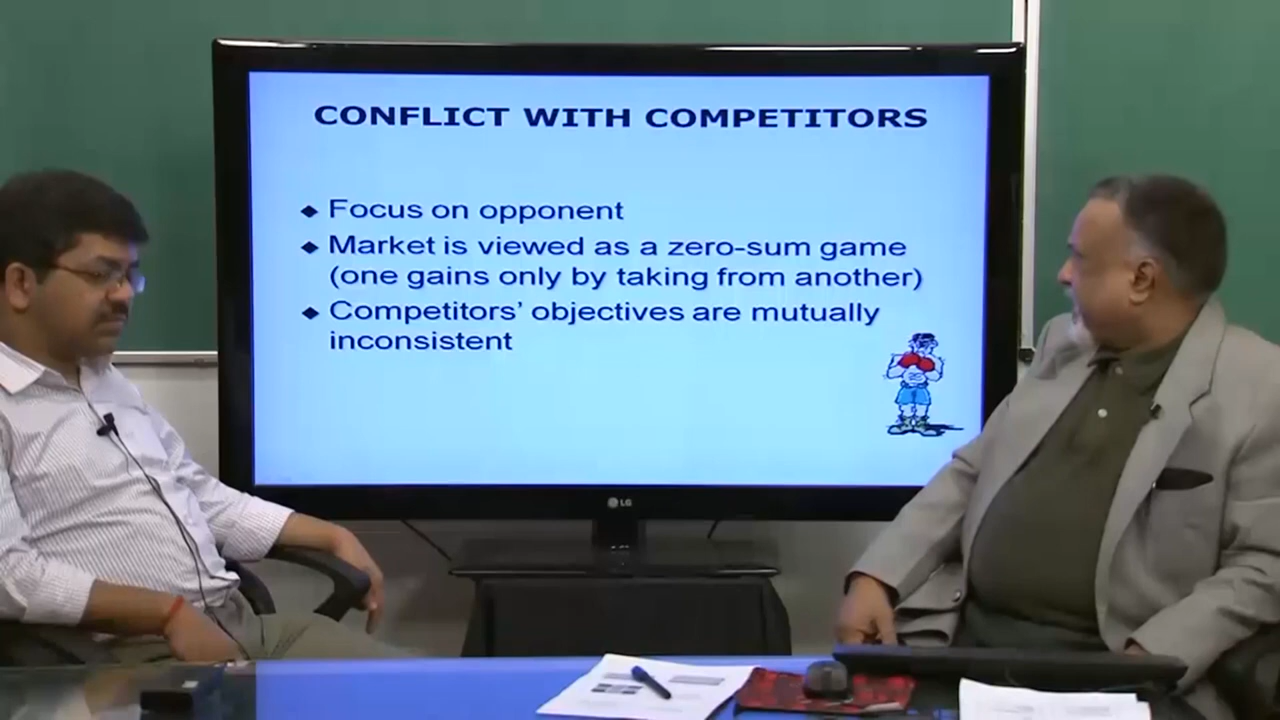 CONFLICT WITH COMPETITORS
Focus on opponent
Market is viewed as a zero-sum game
(one gains only by taking from another)
Competitors' objectives are mutually
inconsistent
LG